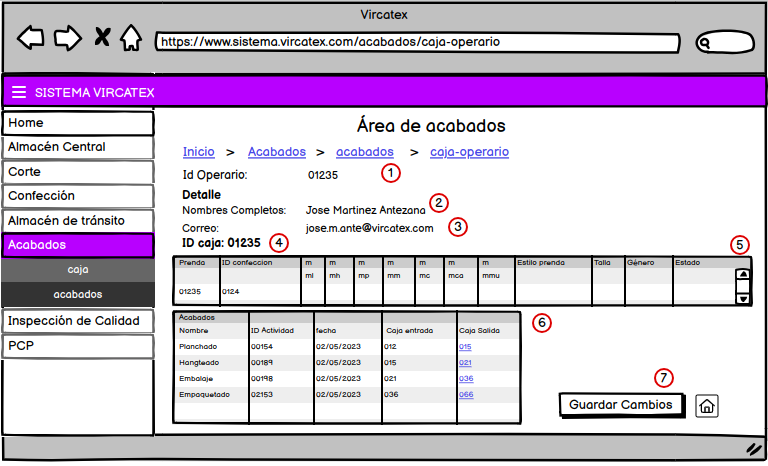 Vircatex
https://www.sistema.vircatex.com/acabados/caja-operario
SISTEMA VIRCATEX
Home
Almacén Central
Corte
Confección
Almacén de tránsito
Acabados
caja
acabados
Inspección de Calidad
PCP
Área de acabados
Inicio > Acabados > acabados > caja-operario
Id Operario: 01235 1
Detalle
Nombres Completos: Jose Martinez Antezana 2
Correo: jose.m.ante@vircatex.com 3
ID caja: 01235 4
5
Prenda ID confeccion m m m m m m m Estilo prenda Talla Género Estado
ml mh mp mm mc mca mmu
01235 0124
6
Acabados
Nombre ID Actividad fecha Caja entrada Caja Salida
Planchado 00154 02/05/2023 012 015
Hangteado 00189 02/05/2023 015 021
Embalaje 00198 02/05/2023 021 036
Empaquetado 02153 02/05/2023 036 066
7
Guardar Cambios